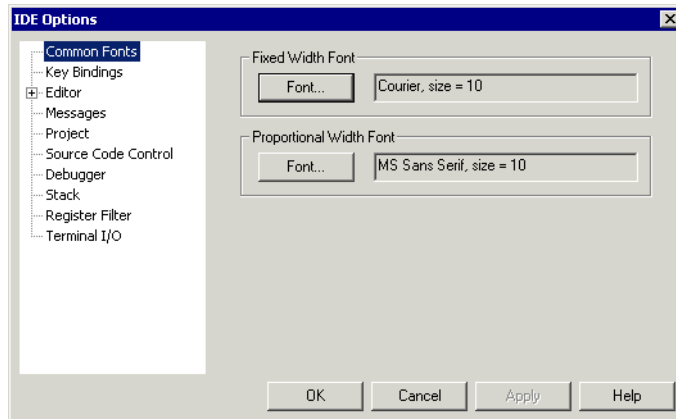 IDE Options
Common Fonts
Key Bindings
Editor
Messages
Project
Source Code Control
Debugger
Stack
Register Filter
Terminal I/O
Fixed Width Font
Font...
Courier, size = 10
Proportional Width Font
Font...
MS Sans Serif, size = 10
OK
Cancel
Apply
Help